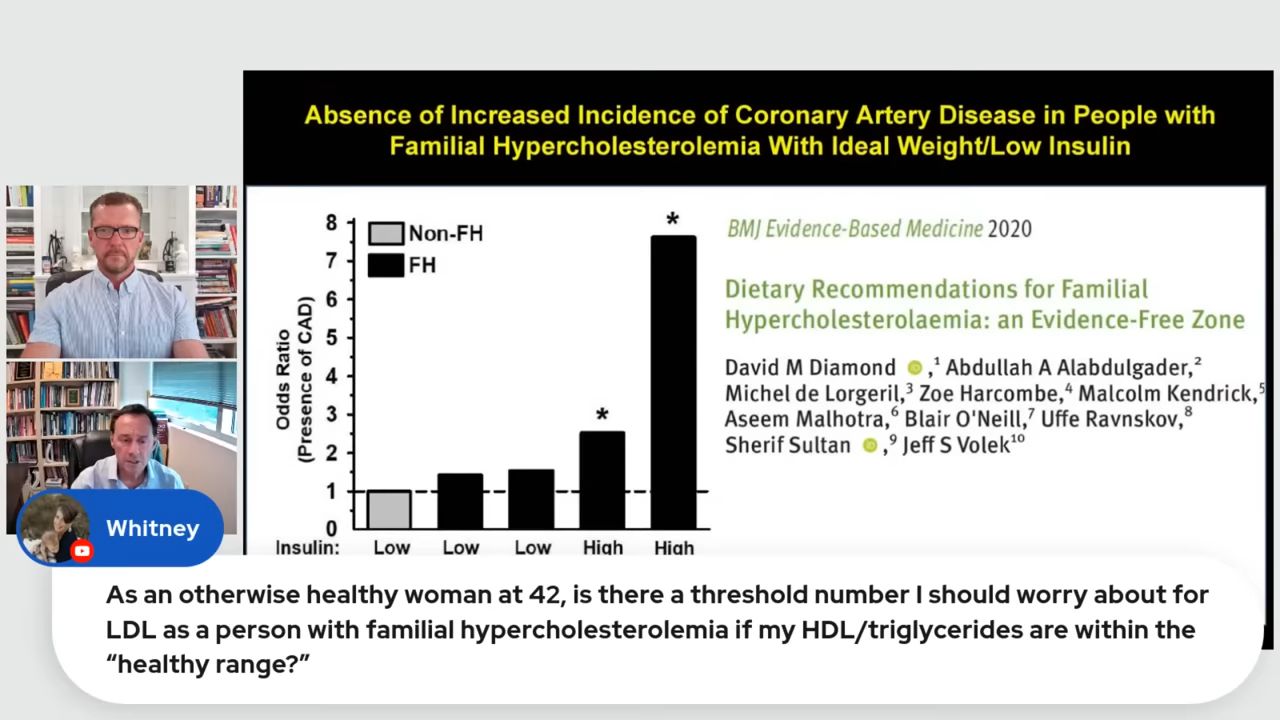 Absence of Increased Incidence of Coronary Artery Disease in People with
Familial Hypercholesterolemia With Ideal Weight/Low Insulin
8
7
6
5
4
3
2
1
0
Odds Ratio
(Presence of CAD)
Non-FH
FH
*
*
Insulin: Low Low Low High High
BMJ Evidence-Based Medicine 2020
Dietary Recommendations for Familial
Hypercholesterolaemia: an Evidence-Free Zone
David M Diamond ,1 Abdullah A Alabdulgader,2
Michel de Lorgeril,3 Zoe Harcombe,4 Malcolm Kendrick,5
Aseem Malhotra,6 Blair O'Neill,7 Uffe Ravnskov,8
Sherif Sultan ,9 Jeff S Volek10
Whitney
As an otherwise healthy woman at 42, is there a threshold number I should worry about for
LDL as a person with familial hypercholesterolemia if my HDL/triglycerides are within the
“healthy range?”